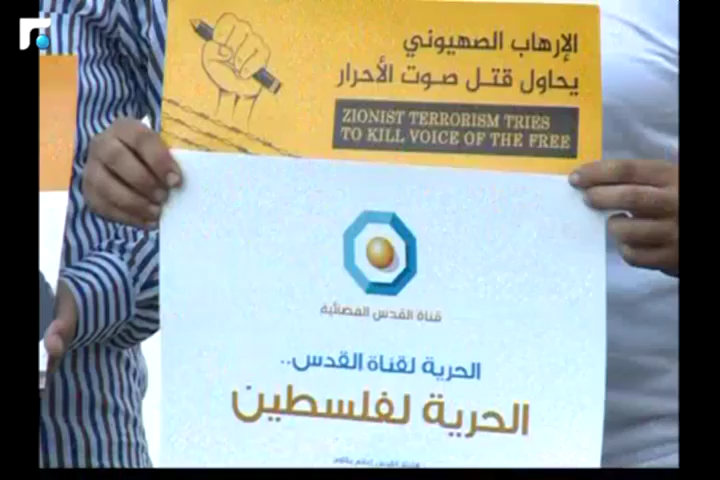 الإرهاب الصهيوني
يحاول قتل صوت الأحرار
ZIONIST TERRORISM TRIES
TO KILL VOICE OF THE FREE
قناة القدس الفضائية
الحرية لقناة القدس..
الحرية لفلسطين